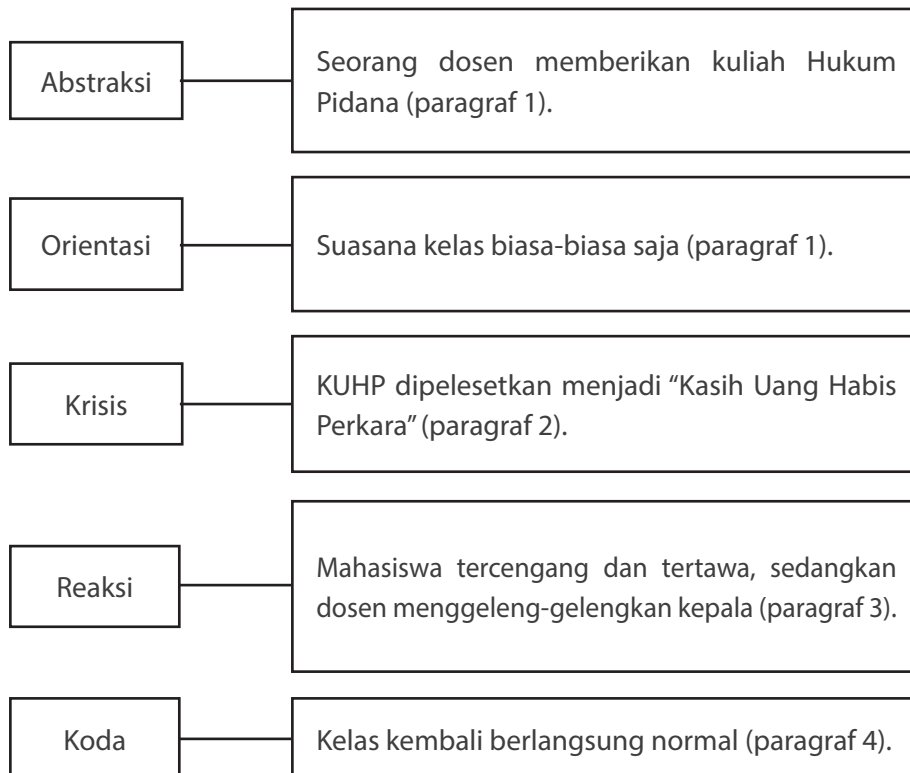 Abstraksi
Seorang dosen memberikan kuliah Hukum
Pidana (paragraf 1).
Orientasi
Suasana kelas biasa-biasa saja (paragraf 1).
Krisis
KUHP dipelesetkan menjadi “Kasih Uang Habis
Perkara” (paragraf 2).
Reaksi
Mahasiswa tercengang dan tertawa, sedangkan
dosen menggeleng-gelengkan kepala (paragraf 3).
Koda
Kelas kembali berlangsung normal (paragraf 4).